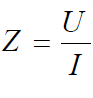 Z = U / I